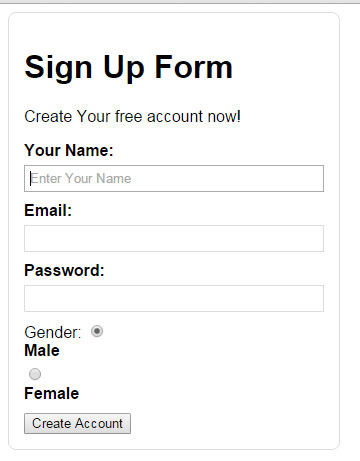 Sign Up Form
Create Your free account now!
Your Name:
Enter Your Name
Email:
Password:
Gender:
Male
Female
Create Account